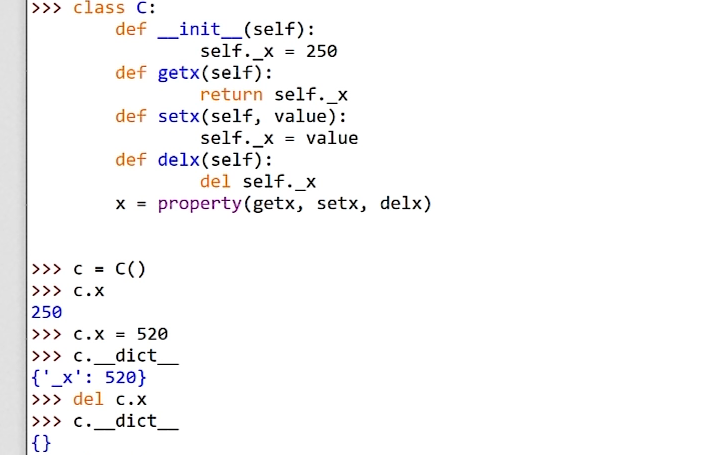 >>> class C:
        def __init__(self):
                self._x = 250
        def getx(self):
                return self._x
        def setx(self, value):
                self._x = value
        def delx(self):
                del self._x
        x = property(getx, setx, delx)
>>> c = C()
>>> c.x
250
>>> c.x = 520
>>> c.__dict__
{'_x': 520}
>>> del c.x
>>> c.__dict__
{}